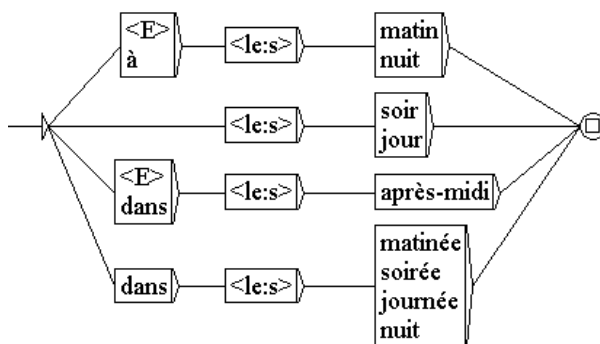 <E>
à
<le:s>
matin
nuit
<le:s>
soir
jour
<E>
dans
<le:s>
après-midi
dans
<le:s>
matinée
soirée
journée
nuit